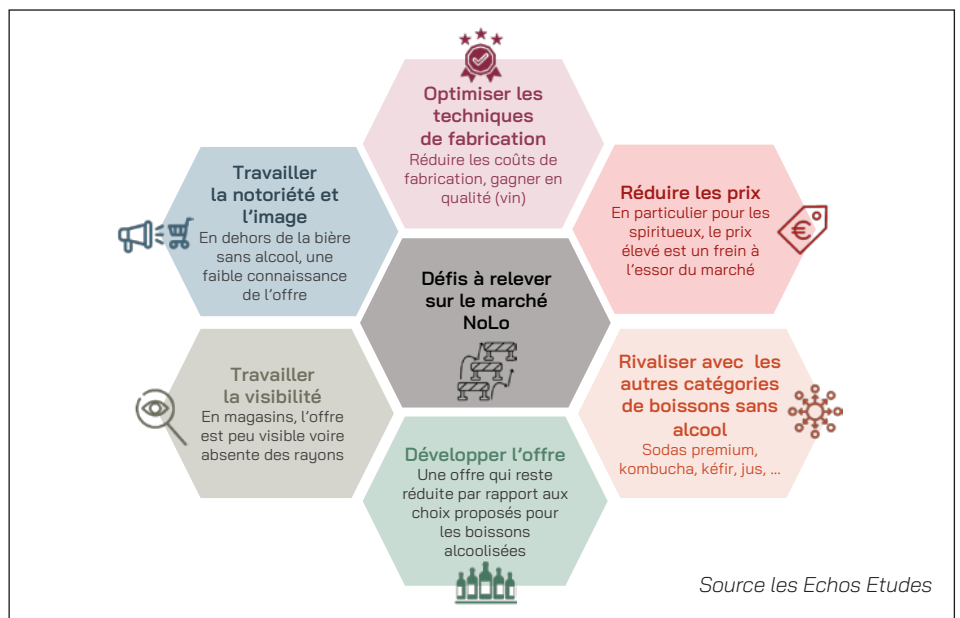 Optimiser les
techniques
de fabrication
Réduire les coûts de
fabrication, gagner en
qualité (vin)
Travailler
la notoriété et
l'image
En dehors de la bière
sans alcool, une
faible connaissance
de l'offre
Réduire les prix
En particulier pour les
spiritueux, le prix
élevé est un frein à
l'essor du marché
Défis à relever
sur le marché
NoLo
Travailler
la visibilité
En magasins, l'offre
est peu visible voire
absente des rayons
Rivaliser avec les
autres catégories
de boissons sans
alcool
Sodas premium,
kombucha, kéfir, jus, ...
Développer l'offre
Une offre qui reste
réduite par rapport aux
choix proposés pour
les boissons
alcoolisées
Source les Echos Etudes